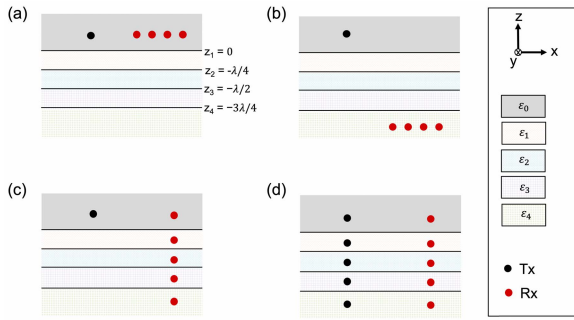 (a)
z₁ = 0
z₂ = -λ/4
z₃ = −λ/2
z₄ = −3λ/4
(b)
(c)
(d)
z
y
x
ε₀
ε₁
ε₂
ε₃
ε₄
Tx
Rx